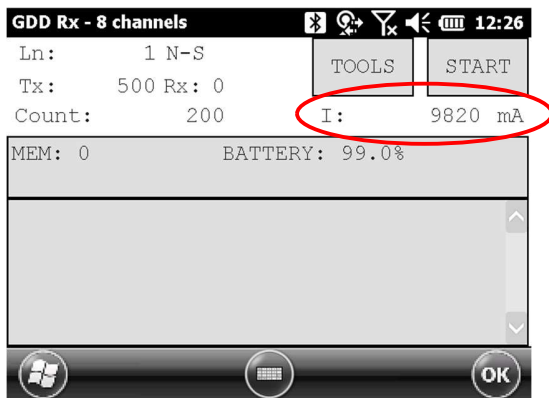 GDD Rx - 8 channels 12:26
Ln: 1 N-S
TOOLS START
Tx: 500 Rx: 0
Count: 200 I: 9820 mA
MEM: 0 BATTERY: 99.0%
OK